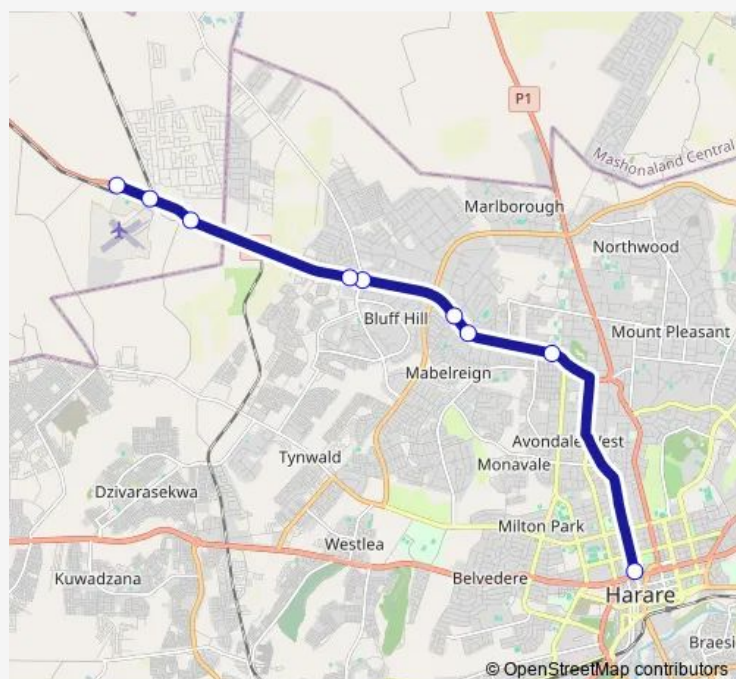 P1
Mashonaland Central
Marlborough
Northwood
Bluff Hill
Mount Pleasant
Mabelreign
Avondale West
Tynwald
Monavale
Dzivarasekwa
Milton Park
Westlea
Kuwadzana
Belvedere
Harare
Braesi
© OpenStreetMap contributors